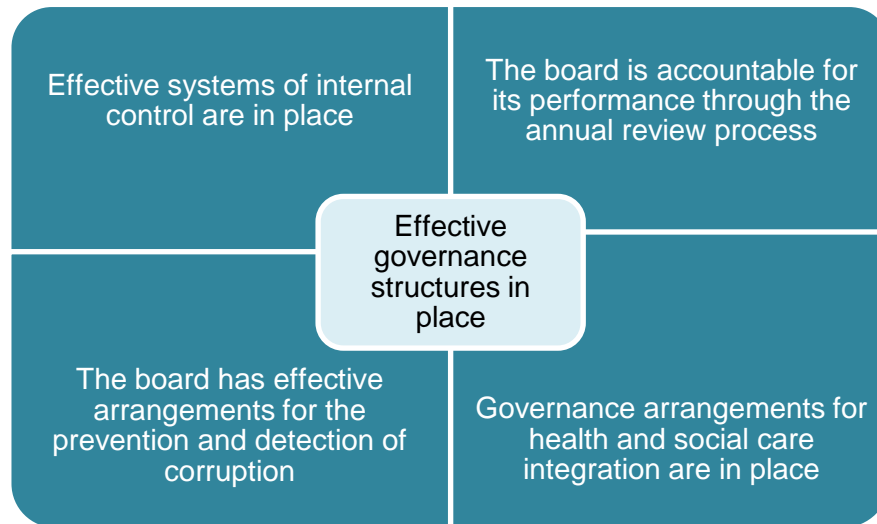 Effective systems of internal
control are in place
The board is accountable for
its performance through the
annual review process
Effective
governance
structures in
place
The board has effective
arrangements for the
prevention and detection of
corruption
Governance arrangements for
health and social care
integration are in place